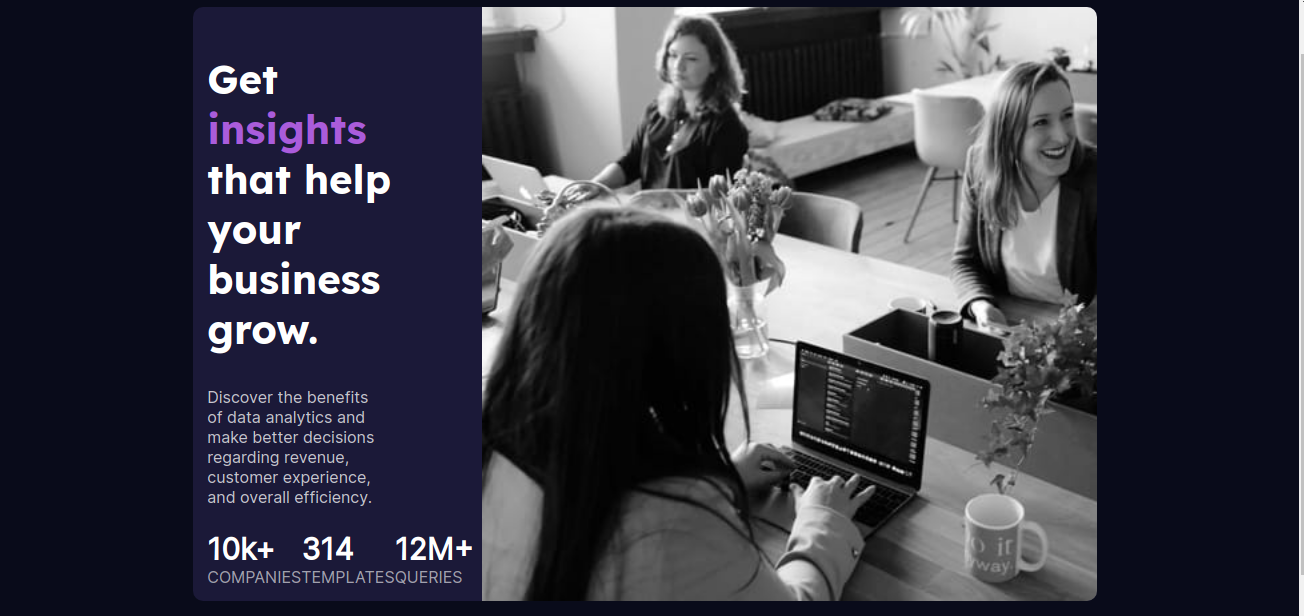 Get
insights
that help
your
business
grow.
Discover the benefits
of data analytics and
make better decisions
regarding revenue,
customer experience,
and overall efficiency.
10k+ 314 12M+
COMPANIESTEMPLATESQUERIES